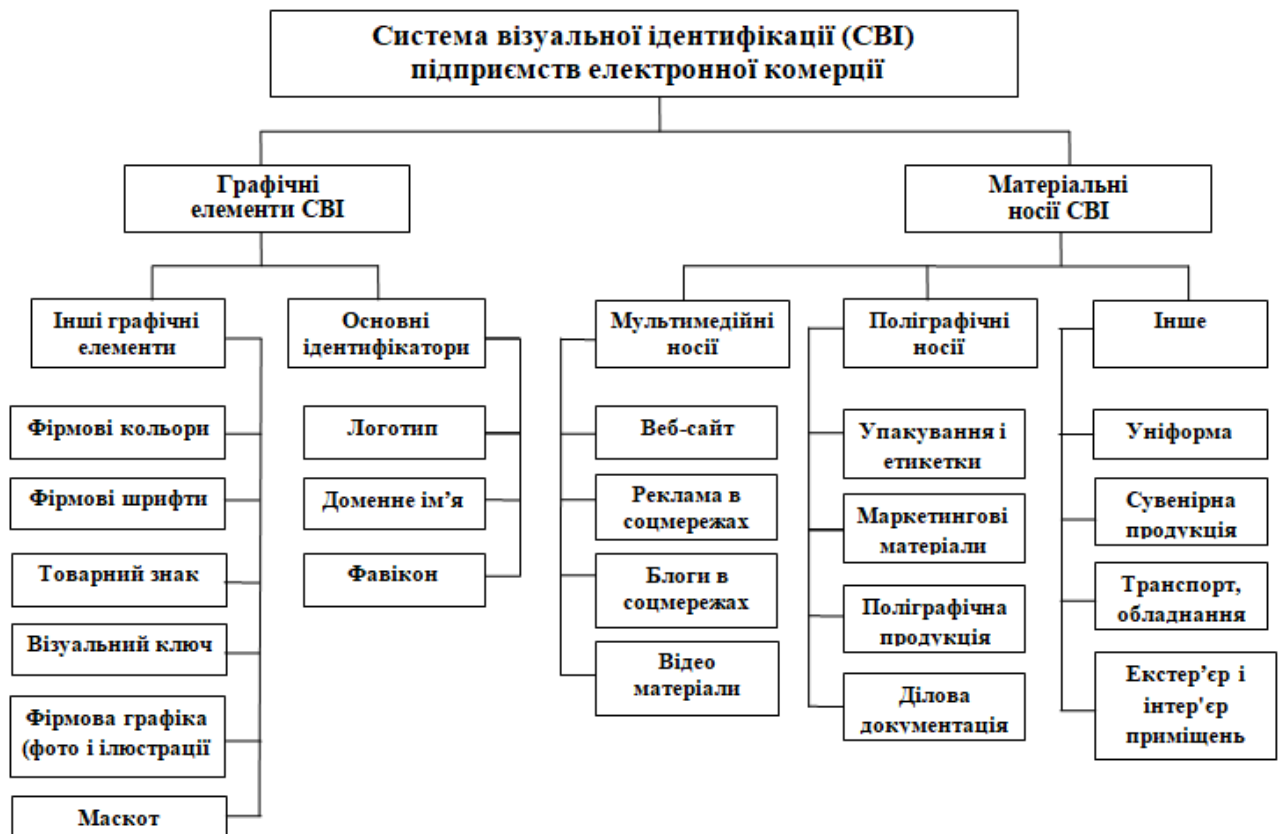 Система візуальної ідентифікації (СВІ)
підприємств електронної комерції
Графічні
елементи СВІ
Матеріальні
носії СВІ
Інші графічні
елементи
Основні
ідентифікатори
Мультимедійні
носії
Поліграфічні
носії
Інше
Фірмові кольори
Фірмові шрифти
Товарний знак
Візуальний ключ
Фірмова графіка
(фото і ілюстрації
Маскот
Логотип
Доменне ім’я
Фавікон
Веб-сайт
Реклама в
соцмережах
Блоги в
соцмережах
Відео
матеріали
Упакування і
етикетки
Маркетингові
матеріали
Поліграфічна
продукція
Ділова
документація
Уніформа
Сувенірна
продукція
Транспорт,
обладнання
Екстер’єр і
інтер'єр
приміщень